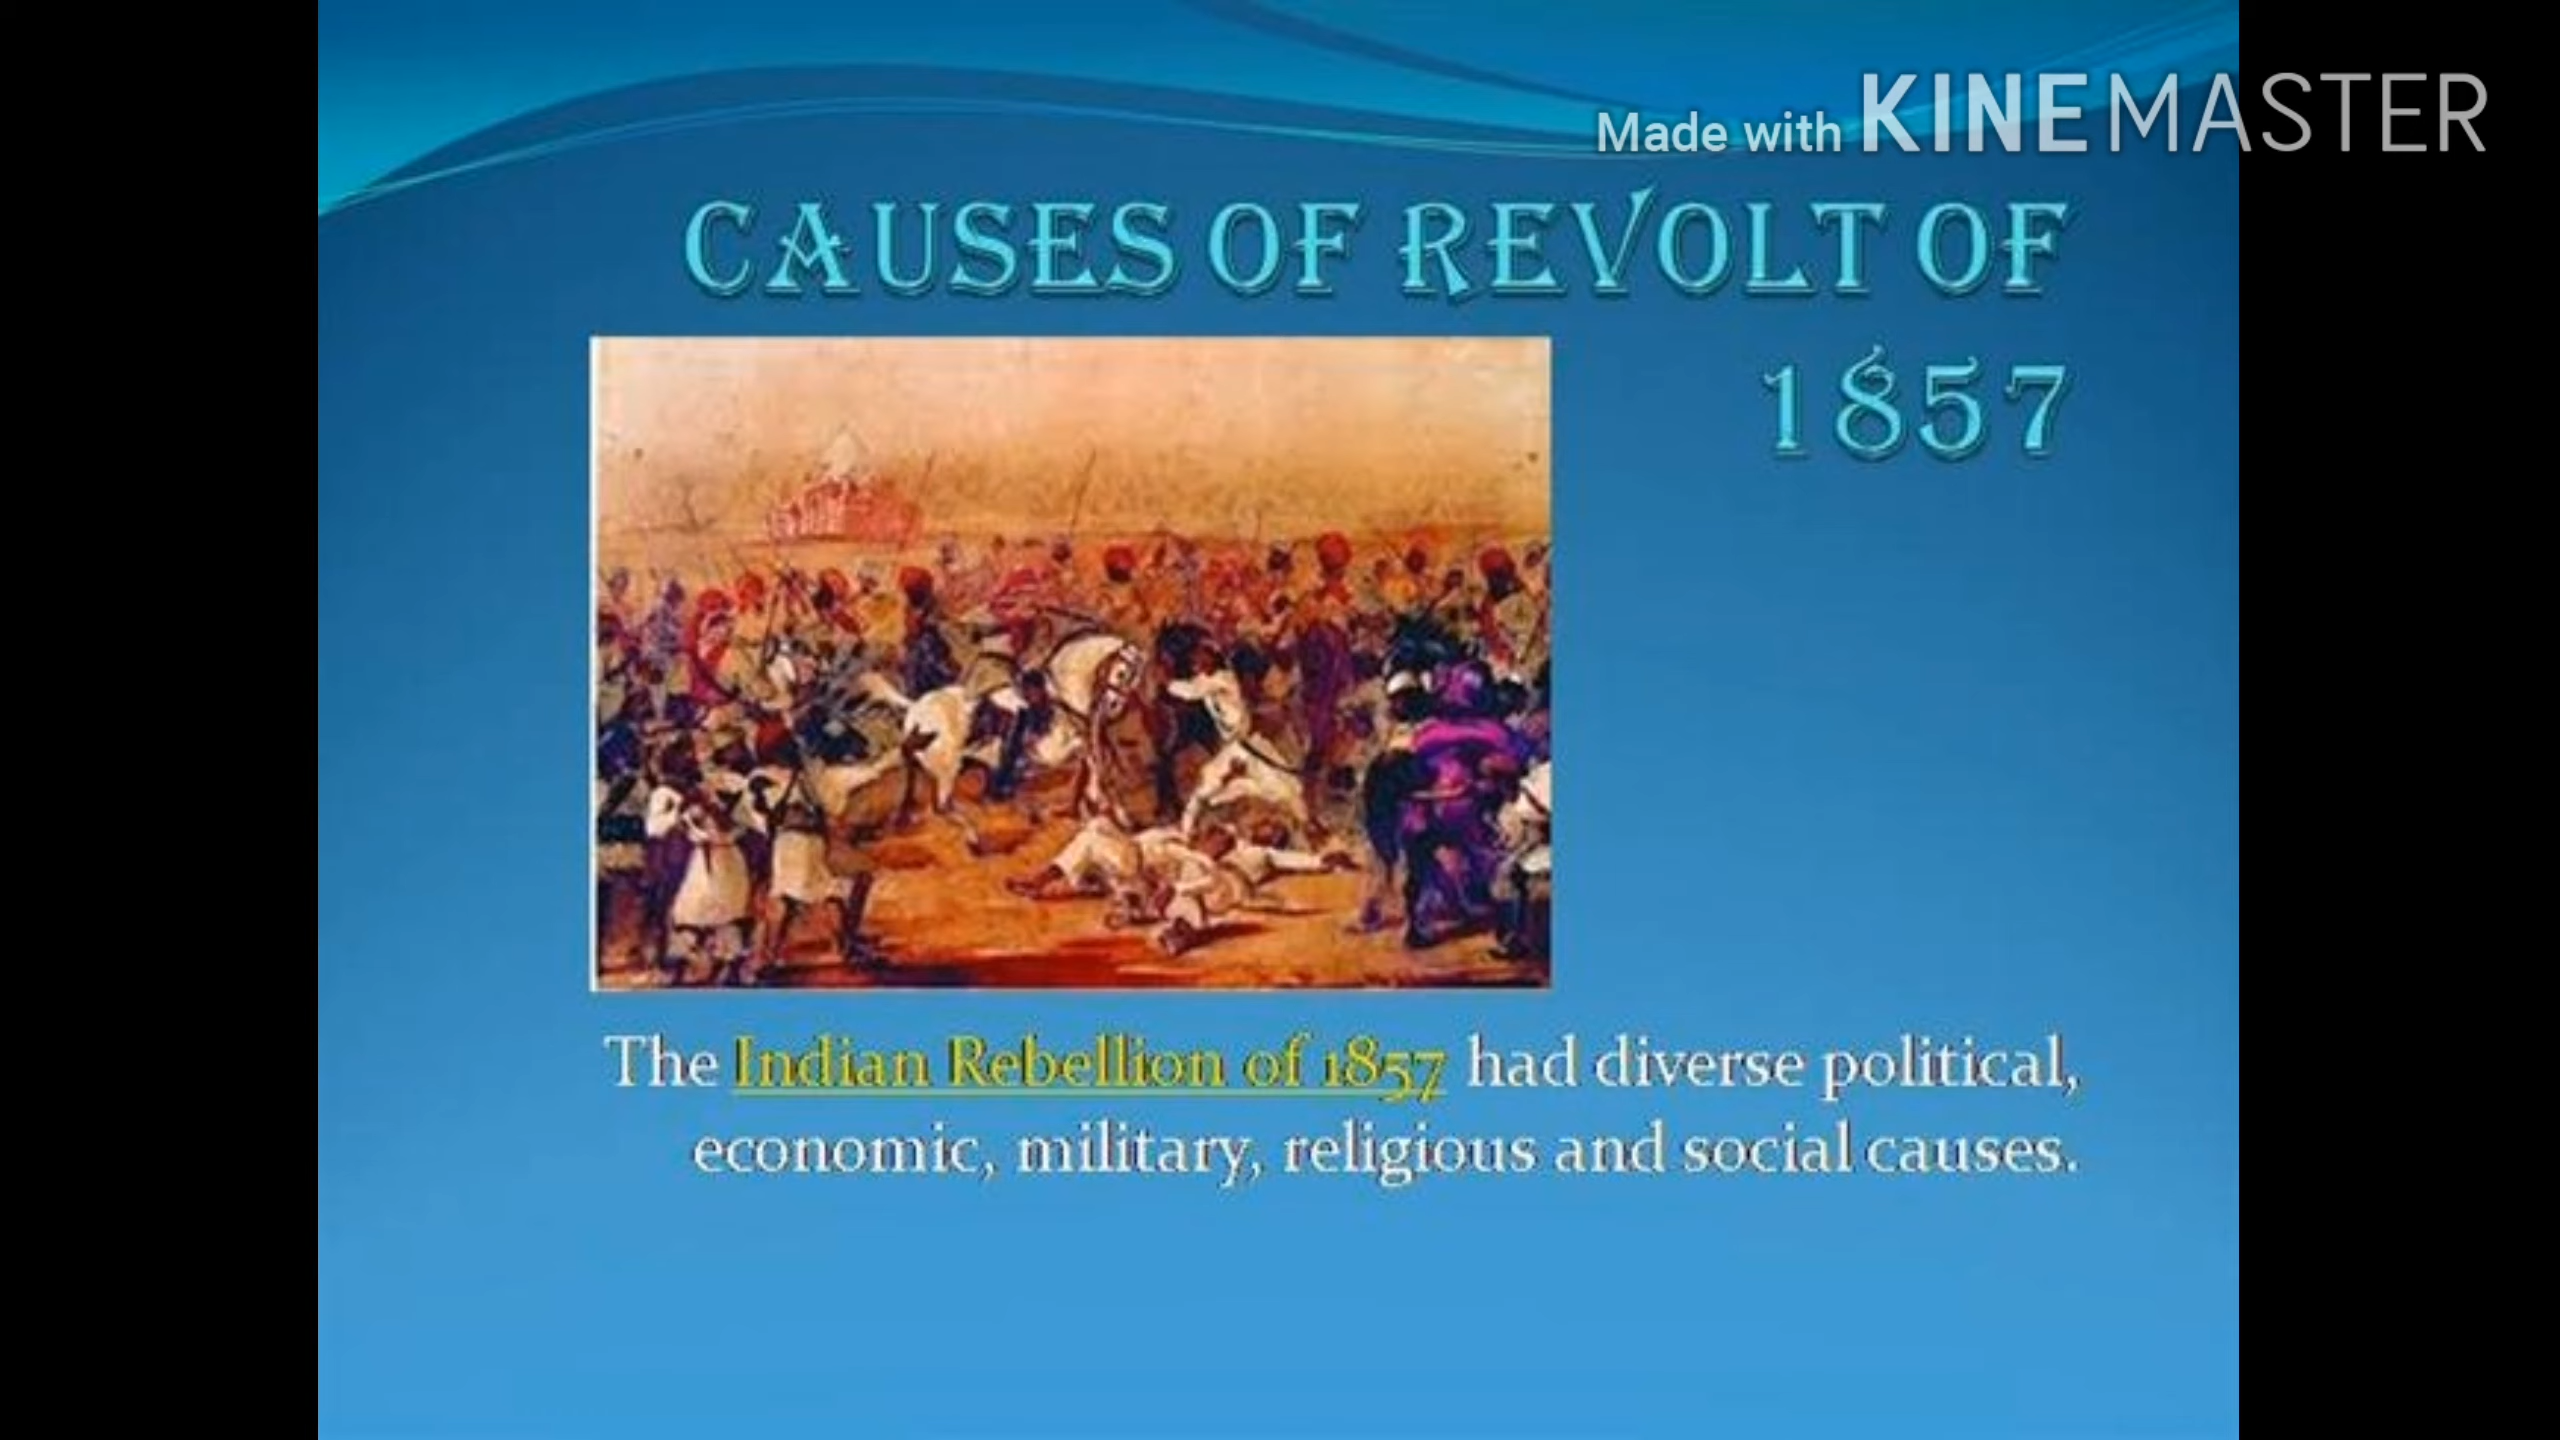 Made with KINEMASTER
CAUSES OF REVOLT OF
1857
The Indian Rebellion of 1857 had diverse political,
economic, military, religious and social causes.